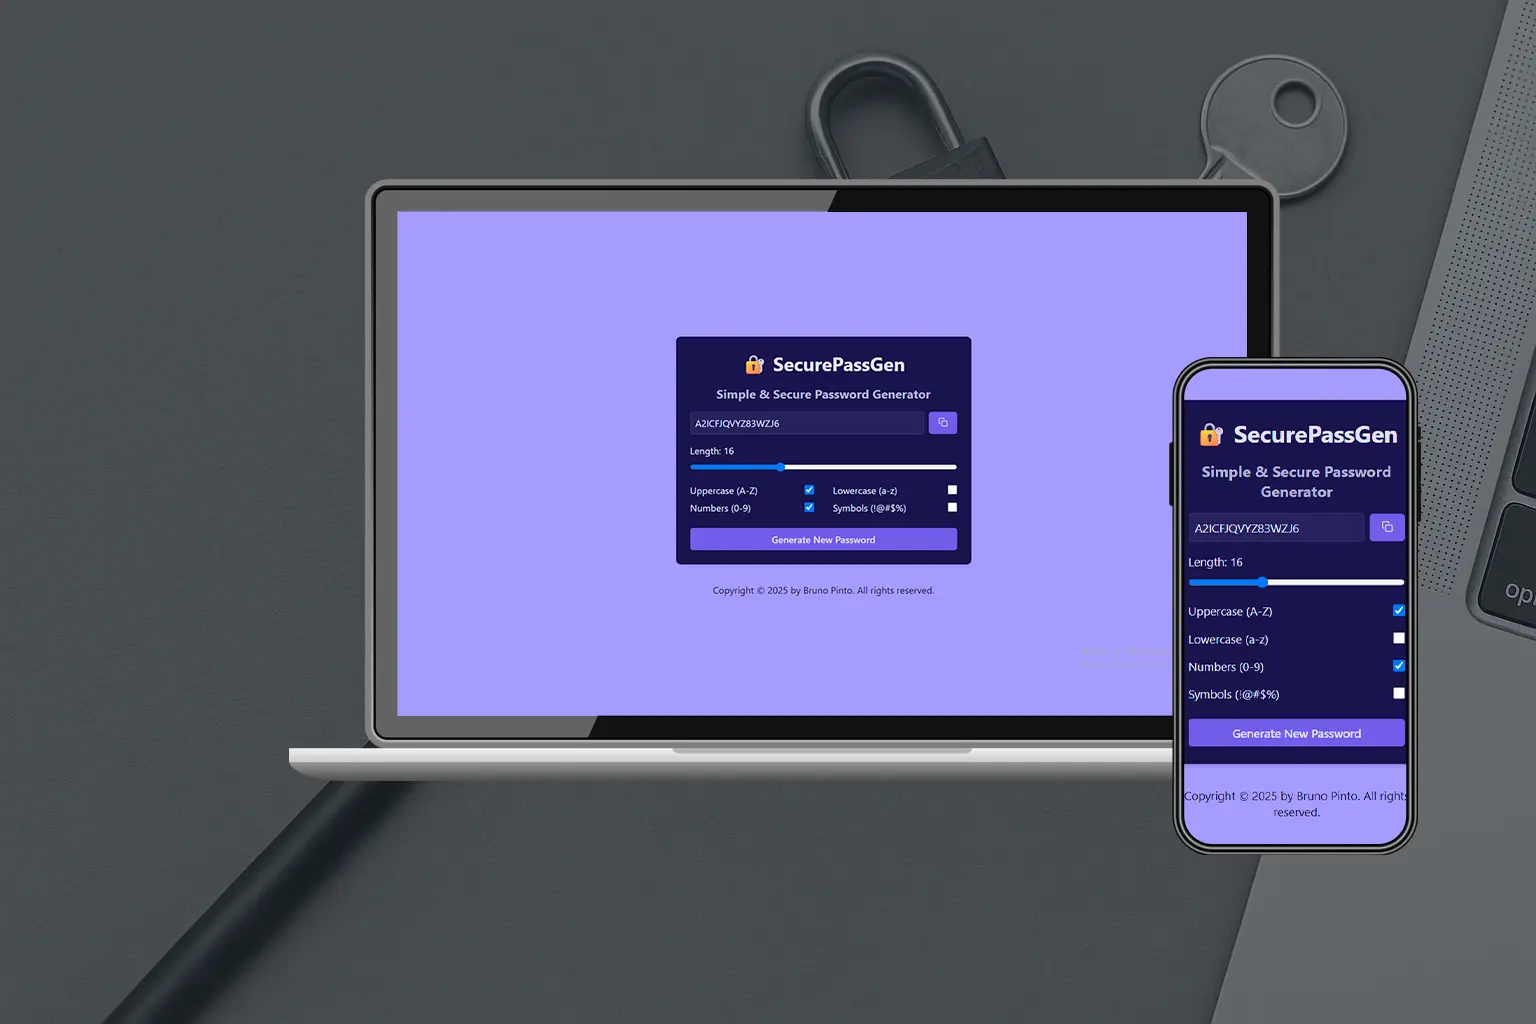 SecurePassGen
Simple & Secure Password Generator
A2ICFJQVYZ83WZJ6
Length: 16
Uppercase (A-Z) Lowercase (a-z)
Numbers (0-9) Symbols (!@#$%)
Generate New Password
Copyright © 2025 by Bruno Pinto. All rights reserved.
SecurePassGen
Simple & Secure Password
Generator
A2ICFJQVYZ83WZJ6
Length: 16
Uppercase (A-Z)
Lowercase (a-z)
Numbers (0-9)
Symbols (!@#$%)
Generate New Password
Copyright © 2025 by Bruno Pinto. All rights
reserved.